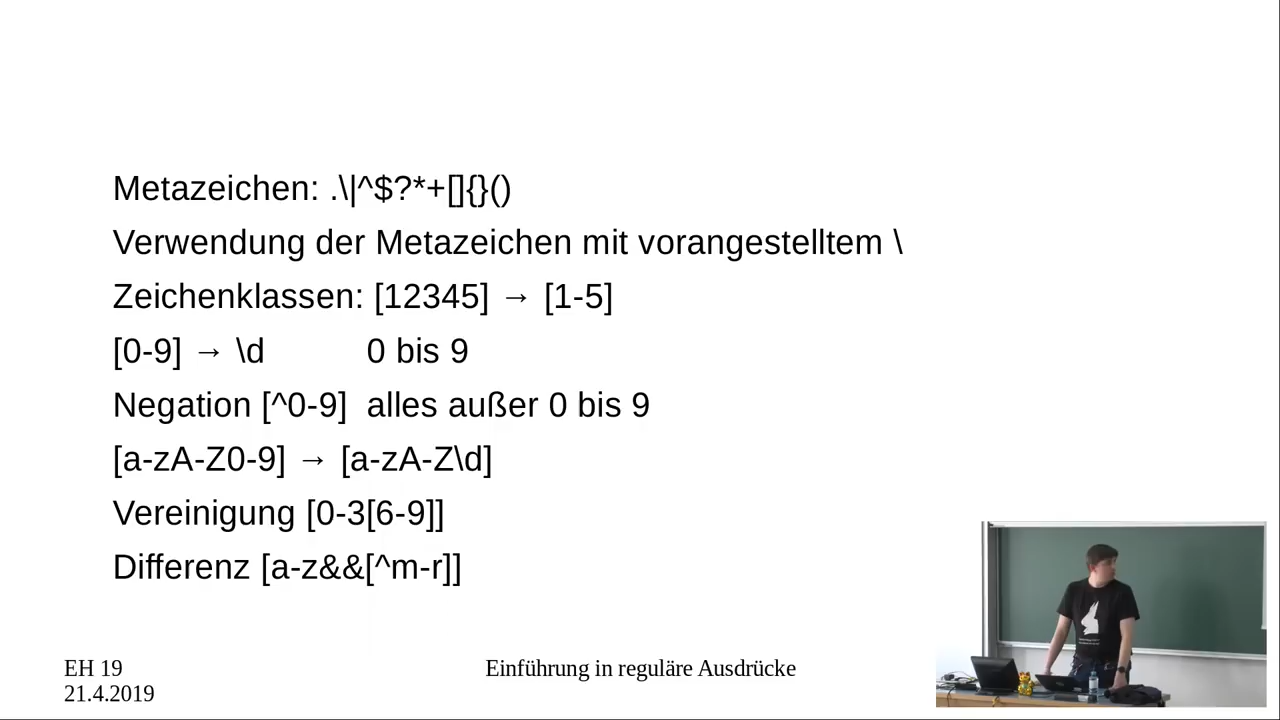 Metazeichen: .\|^$?*+[]{}()
Verwendung der Metazeichen mit vorangestelltem \
Zeichenklassen: [12345] → [1-5]
[0-9] → \d 0 bis 9
Negation [^0-9] alles außer 0 bis 9
[a-zA-Z0-9] → [a-zA-Z\d]
Vereinigung [0-3[6-9]]
Differenz [a-z&&[^m-r]]
EH 19
21.4.2019
Einführung in reguläre Ausdrücke